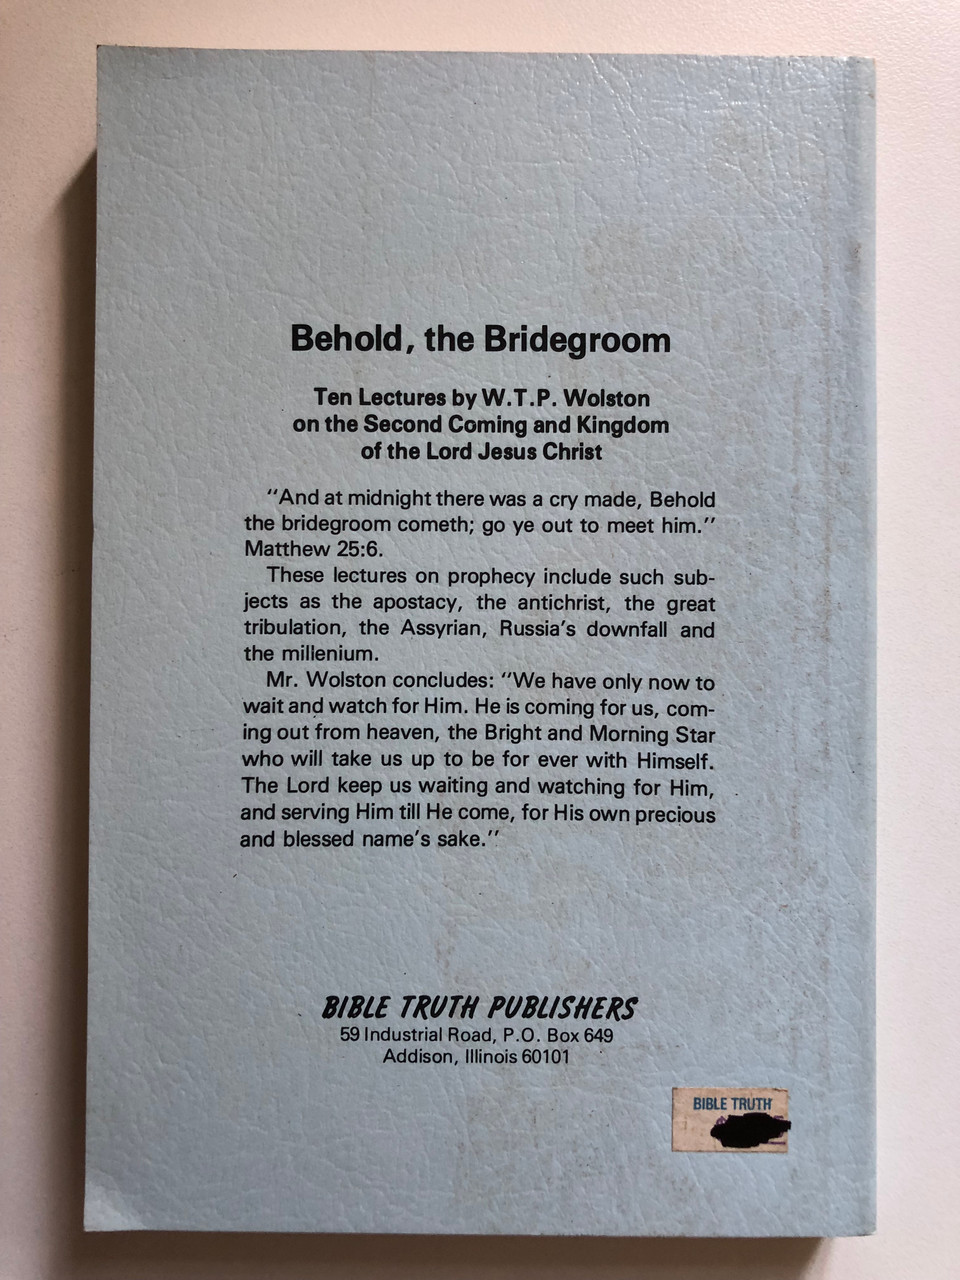 Behold, the Bridegroom
Ten Lectures by W.T.P. Wolston
on the Second Coming and Kingdom
of the Lord Jesus Christ
"And at midnight there was a cry made, Behold
the bridegroom cometh; go ye out to meet him."
Matthew 25:6.
These lectures on prophecy include such sub-
jects as the apostacy, the antichrist, the great
tribulation, the Assyrian, Russia's downfall and
the millenium.
Mr. Wolston concludes: "We have only now to
wait and watch for Him. He is coming for us, com-
ing out from heaven, the Bright and Morning Star
who will take us up to be for ever with Himself.
The Lord keep us waiting and watching for Him,
and serving Him till He come, for His own precious
and blessed name's sake."
BIBLE TRUTH PUBLISHERS
59 Industrial Road, P.O. Box 649
Addison, Illinois 60101
BIBLE TRUTH